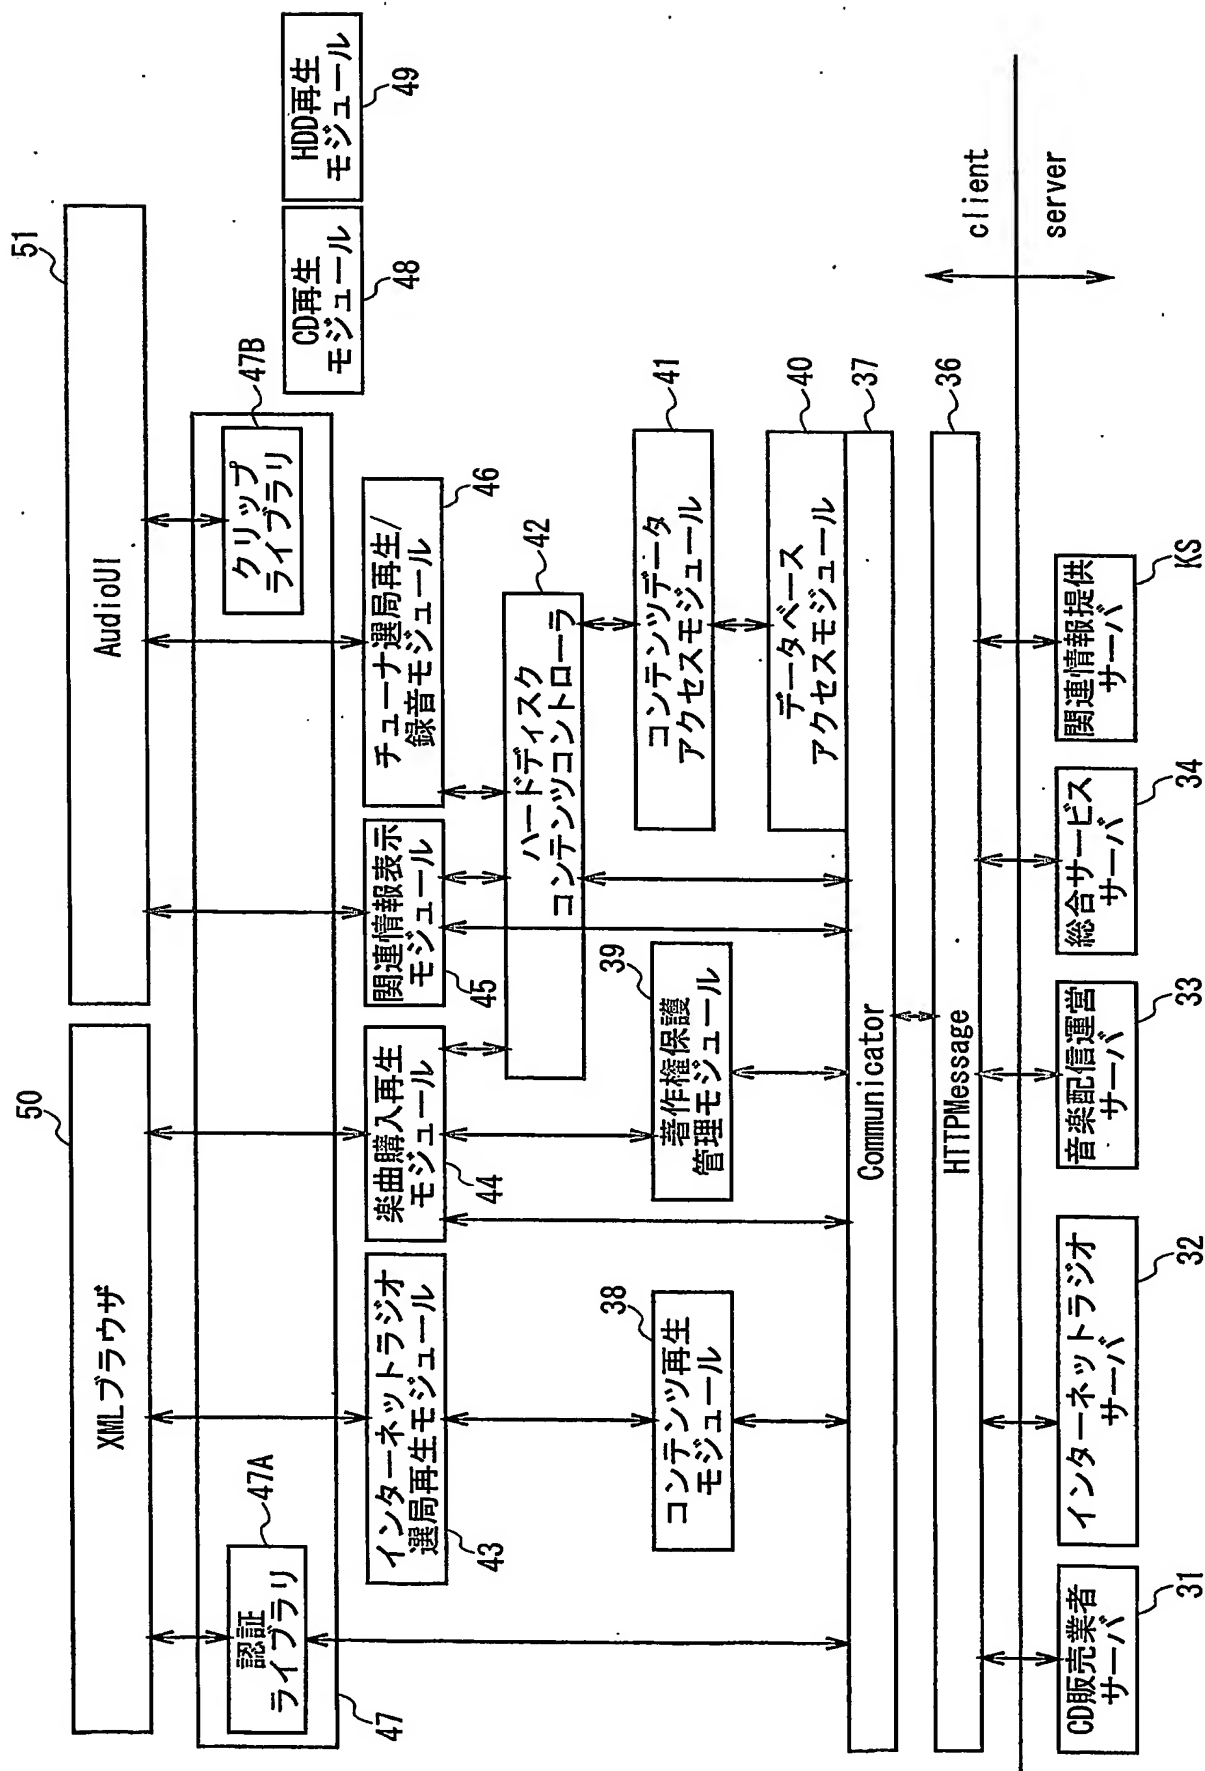 50
XMLブラウザ
51
AudioUI
47
47A
認証
ライブラリ
47B
クリップ
ライブラリ
CD再生
モジュール
48
HDD再生
モジュール
49
インターネットラジオ
選局再生モジュール
43
楽曲購入再生
モジュール
44
関連情報表示
モジュール
45
チューナ選局再生/
録音モジュール
46
ハードディスク
コンテンツコントローラ
42
コンテンツ再生
モジュール
38
著作権保護
管理モジュール
39
コンテンツデータ
アクセスモジュール
41
データベース
アクセスモジュール
40
Communicator
37
HTTPMessage
36
client
server
CD販売業者
サーバ
31
インターネットラジオ
サーバ
32
音楽配信運営
サーバ
33
総合サービス
サーバ
34
関連情報提供
サーバ
KS